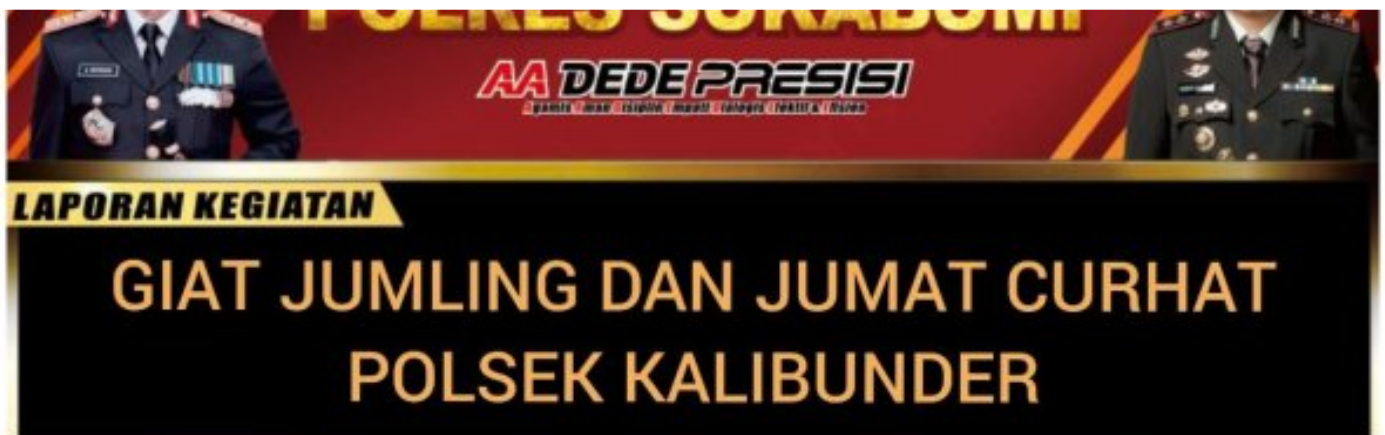 POLRES SUKABUMI
AA DEDE PRESISI
LAPORAN KEGIATAN
GIAT JUMLING DAN JUMAT CURHAT
POLSEK KALIBUNDER